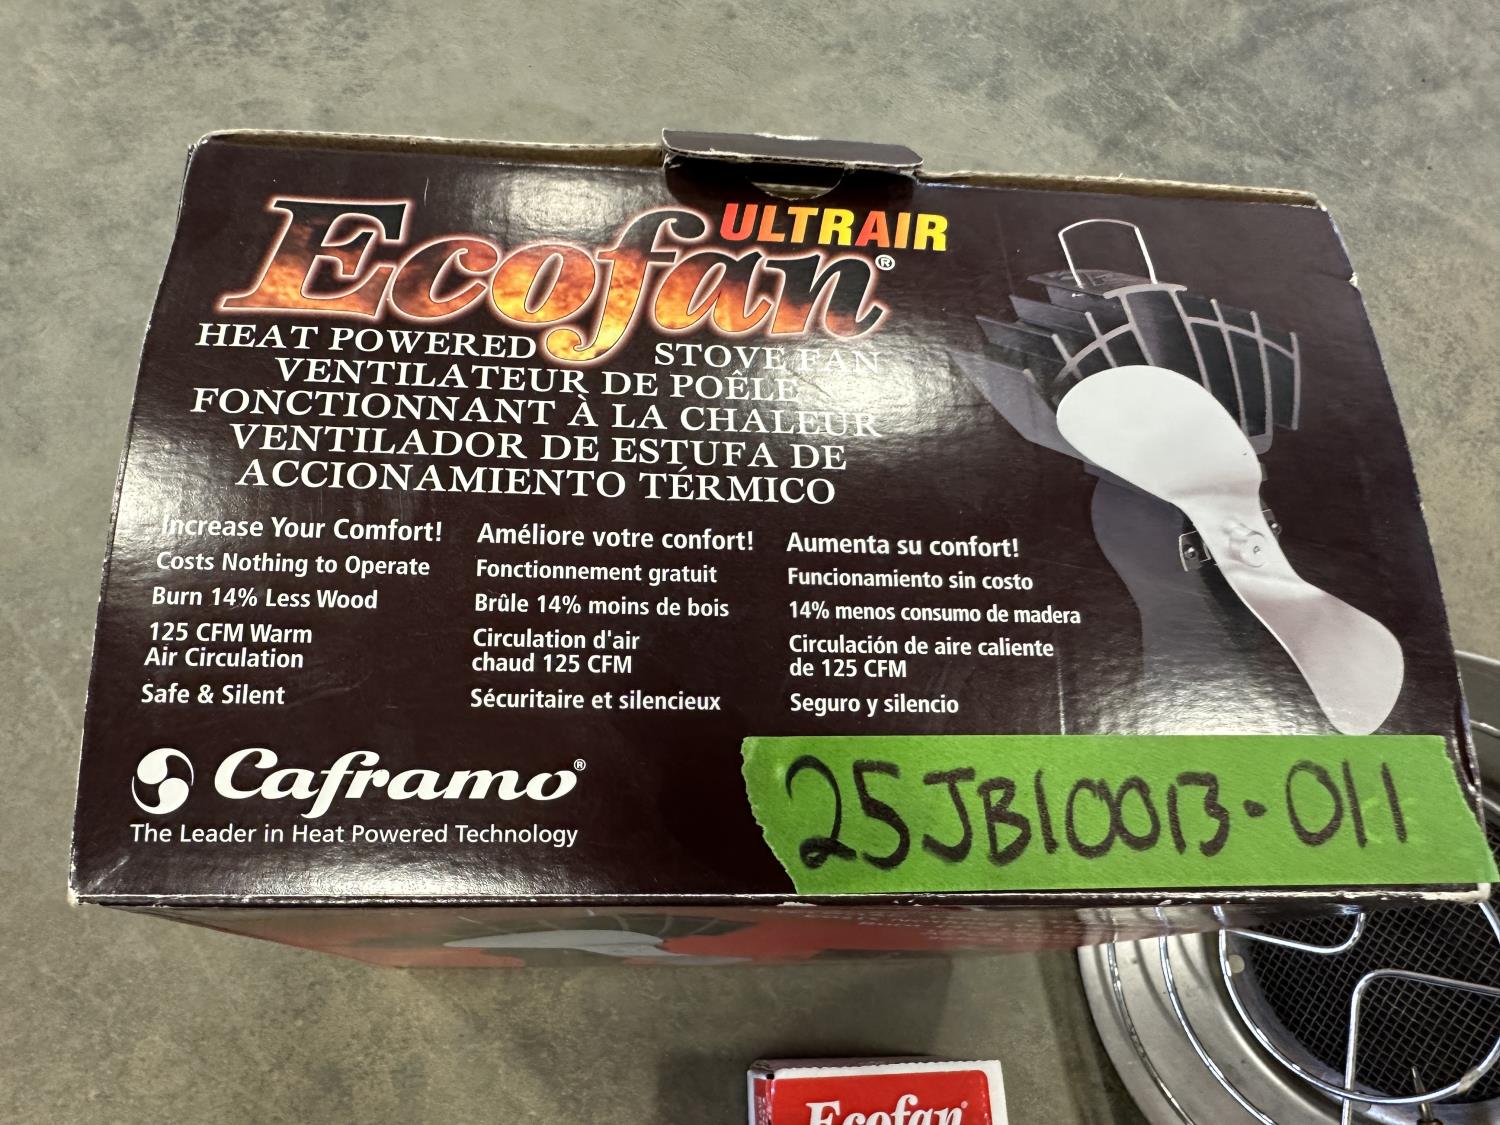 ULTRAIR
Ecofan®
HEAT POWERED STOVE FAN
VENTILATEUR DE POÊLE
FONCTIONNANT À LA CHALEUR
VENTILADOR DE ESTUFA DE
ACCIONAMIENTO TÉRMICO
Increase Your Comfort!
Costs Nothing to Operate
Burn 14% Less Wood
125 CFM Warm
Air Circulation
Safe & Silent
Améliore votre confort!
Fonctionnement gratuit
Brûle 14% moins de bois
Circulation d'air
chaud 125 CFM
Sécuritaire et silencieux
Aumenta su confort!
Funcionamiento sin costo
14% menos consumo de madera
Circulación de aire caliente
de 125 CFM
Seguro y silencio
Caframo®
The Leader in Heat Powered Technology
25JB10013-011
Ecofan